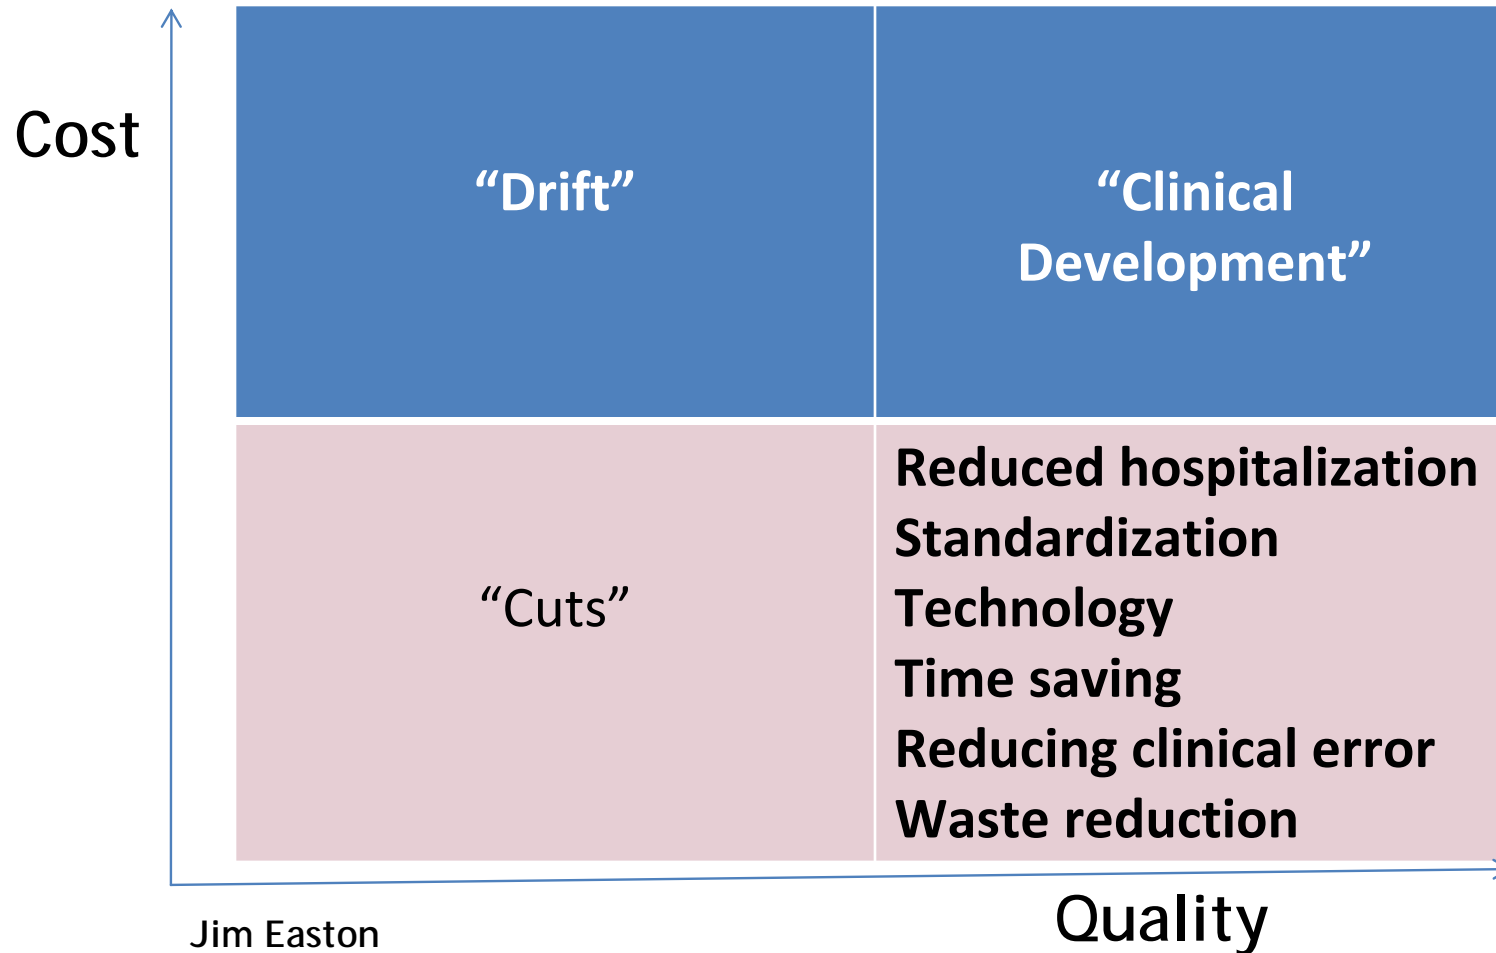 Cost
“Drift”
“Clinical
Development”
“Cuts”
Reduced hospitalization
Standardization
Technology
Time saving
Reducing clinical error
Waste reduction
Quality
Jim Easton